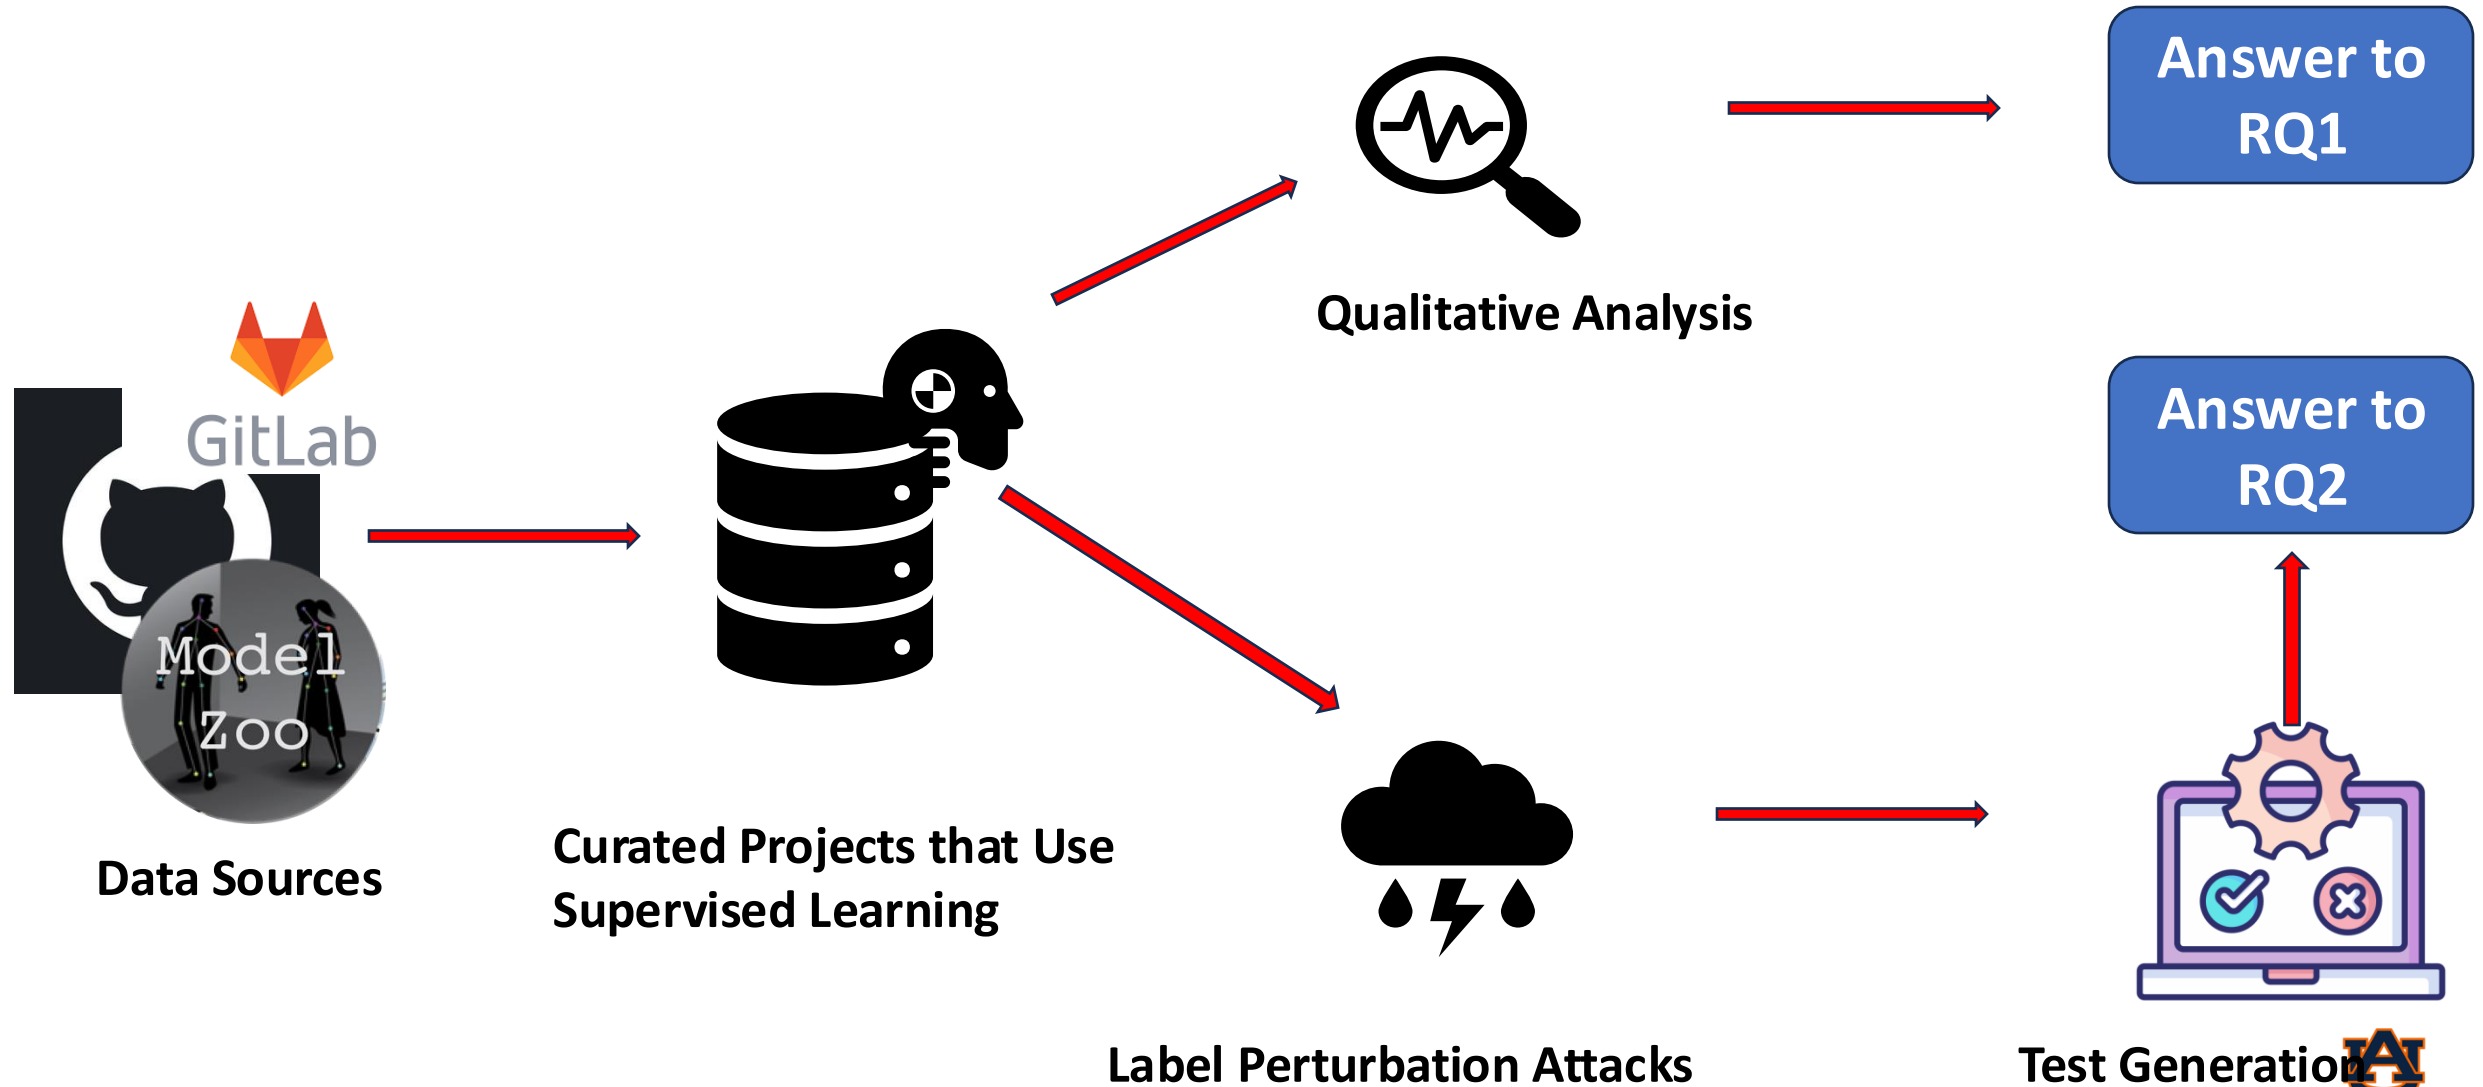 Answer to
RQ1
Qualitative Analysis
GitLab
Model
Zoo
Data Sources
Curated Projects that Use
Supervised Learning
Answer to
RQ2
Label Perturbation Attacks
Test Generation